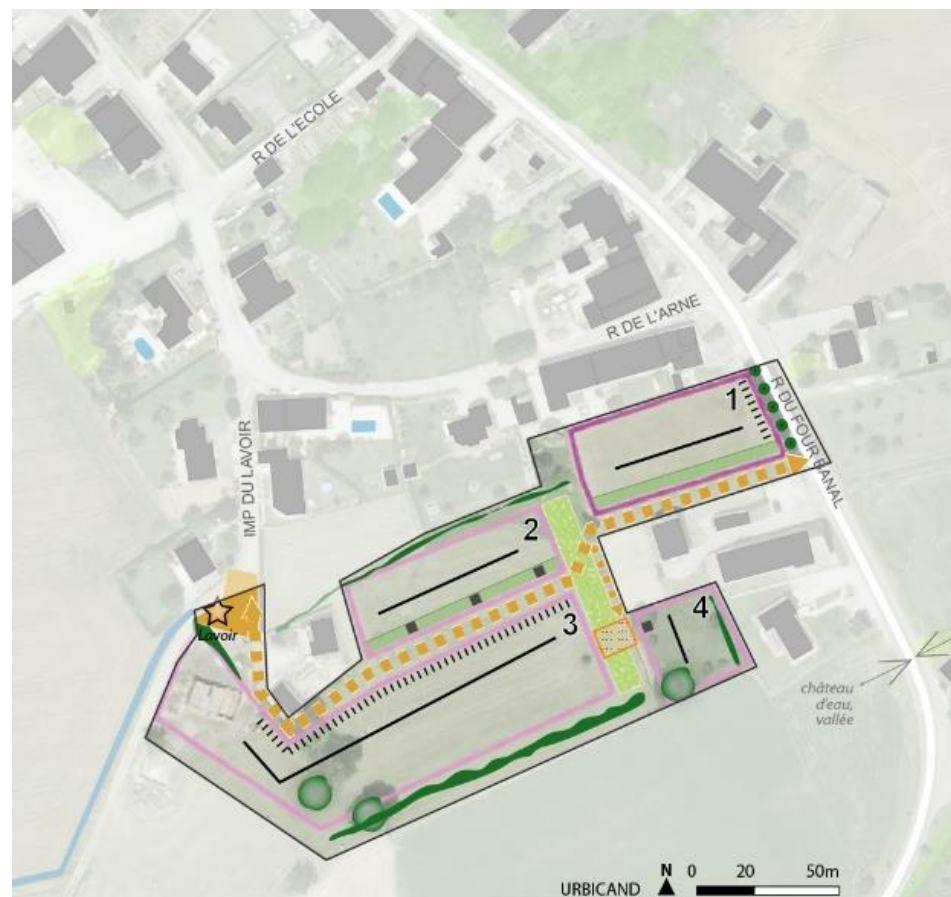 R DE L'ECOLE
R DE L'ARNE
IMP DU LAVOIR
1
R DU FOUR BANAL
2
Lavoir
3
4
château
d'eau,
vallée
N 0 20 50m
URBICAND